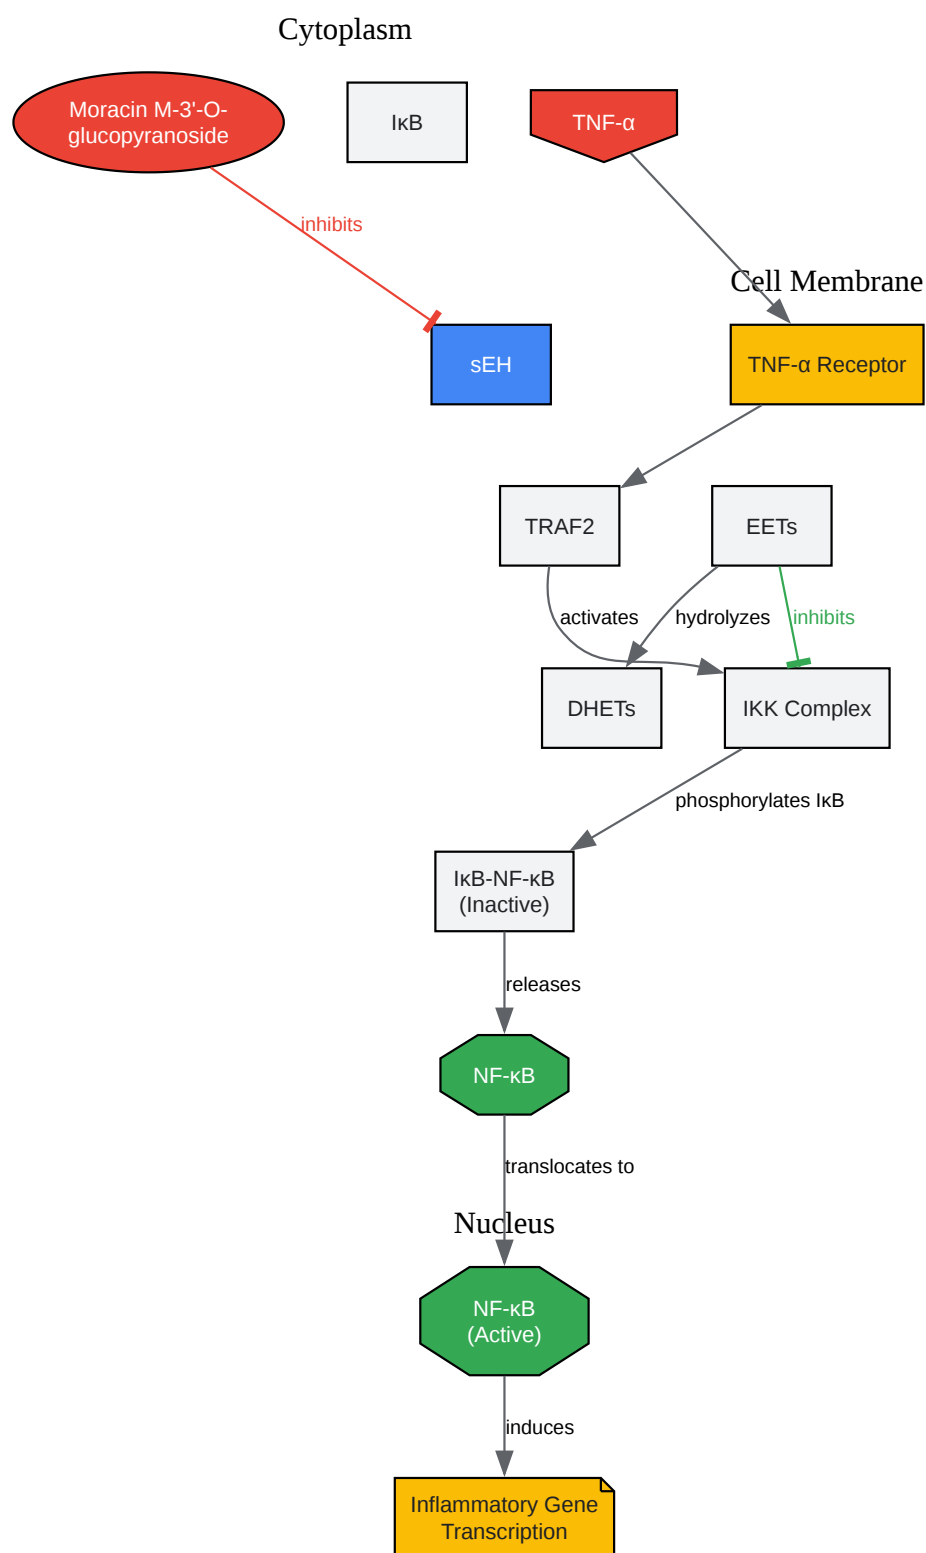 Cytoplasm
Moracin M-3'-O-
glucopyranoside
IκB
TNF-α
inhibits
Cell Membrane
sEH
TNF-α Receptor
TRAF2
EETs
activates
hydrolyzes
inhibits
DHETs
IKK Complex
phosphorylates IκB
IκB-NF-κB
(Inactive)
releases
NF-κB
translocates to
Nucleus
NF-κB
(Active)
induces
Inflammatory Gene
Transcription